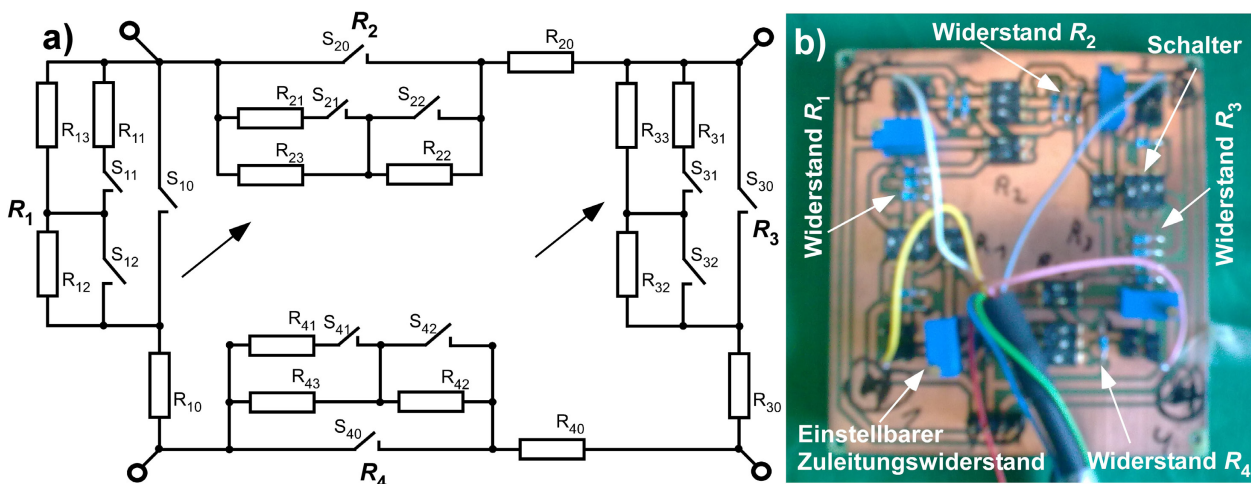 a)
R2
S20
R20
R21
S21
S22
R23
R22
R13
R11
S11
S10
R1
S12
R12
R10
R33
R31
S31
S30
R3
S32
R32
R30
R41
S41
S42
R43
R42
S40
R40
R4
b)
Widerstand R2
Schalter
Widerstand R1
Widerstand R3
R2
R1
Einstellbarer
Zuleitungswiderstand
Widerstand R4